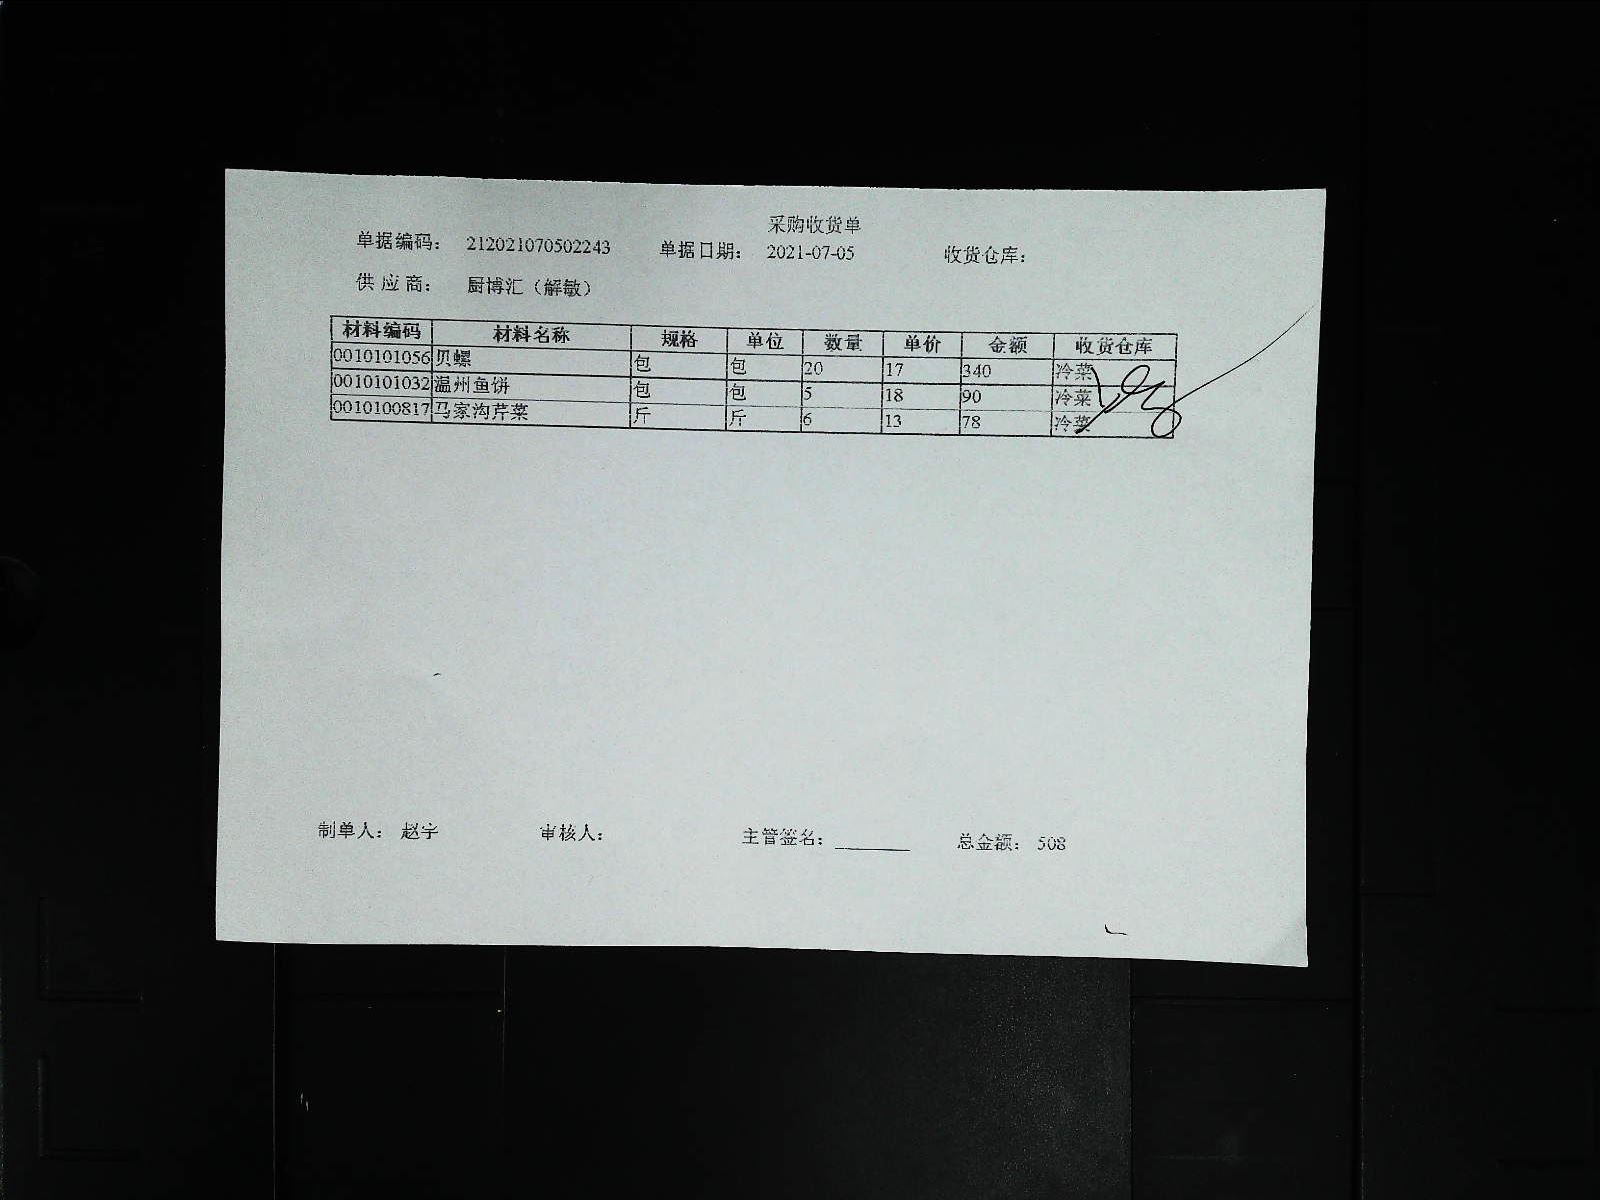 采购收货单
单据编码： 212021070502243 单据日期： 2021-07-05 收货仓库：
供 应 商： 厨博汇（解敏）
材料编码 材料名称 规格 单位 数量 单价 金额 收货仓库
0010101056 贝螺 包 包 20 17 340 冷菜
0010101032 温州鱼饼 包 包 5 18 90 冷菜
0010100817 马家沟芹菜 斤 斤 6 13 78 冷菜
制单人： 赵宇 审核人： 主管签名： ________ 总金额： 508